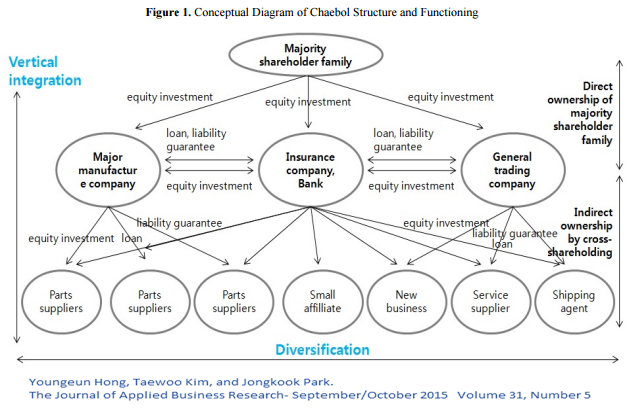 Figure 1. Conceptual Diagram of Chaebol Structure and Functioning
Majority
shareholder family
Vertical
integration
equity investment
equity investment
equity investment
Direct
ownership of
majority
shareholder
family
loan, liability
guarantee
loan, liability
guarantee
Major
manufactur
e company
Insurance
company,
Bank
General
trading
company
equity investment
equity investment
Indirect
ownership
by cross-
shareholding
liability guarantee
equity investment
liability guarantee
equity investment
loan
loan
Parts
suppliers
Parts
suppliers
Parts
suppliers
Small
affilliate
New
business
Service
supplier
Shipping
agent
Diversification
Youngeun Hong, Taewoo Kim, and Jongkook Park.
The Journal of Applied Business Research- September/October 2015 Volume 31, Number 5